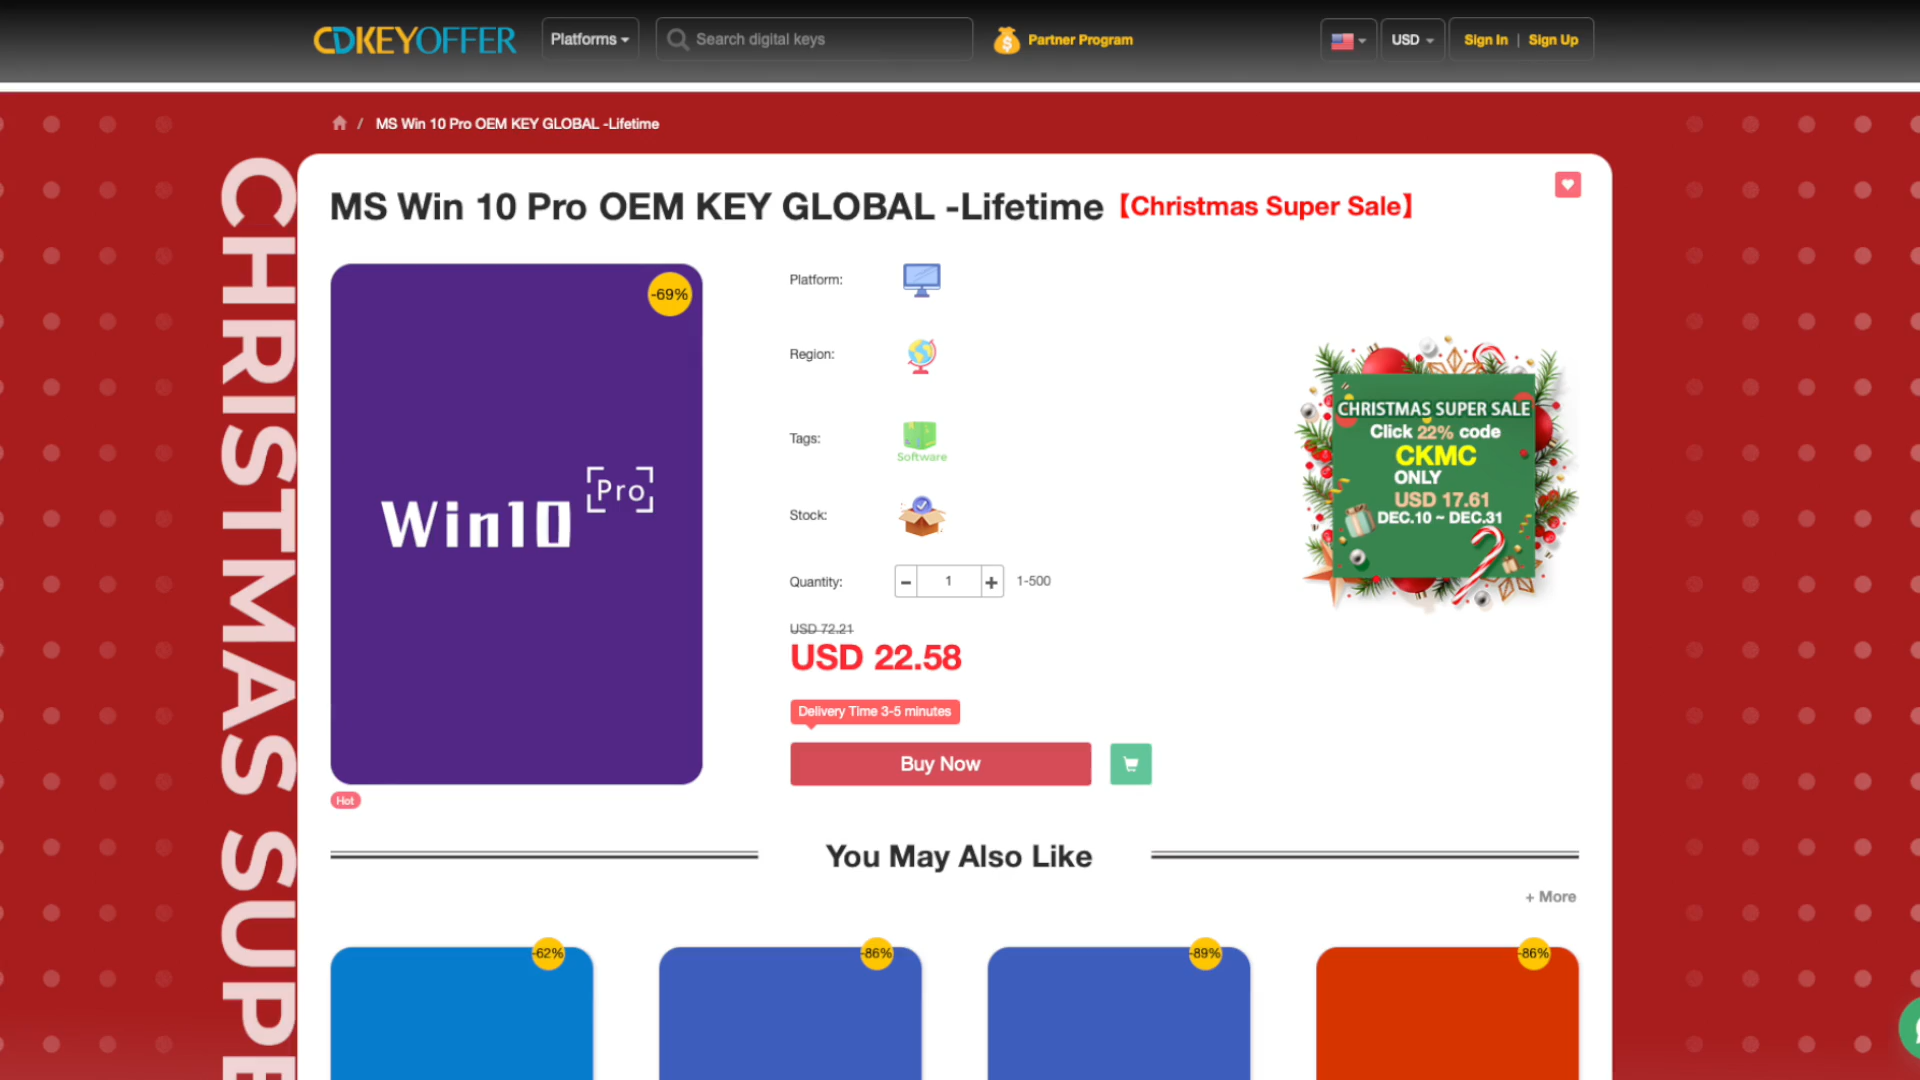 CDKEYOFFER
Platforms
Search digital keys
Partner Program
USD
Sign In | Sign Up
/ MS Win 10 Pro OEM KEY GLOBAL -Lifetime
CHRISTMAS SUPE
MS Win 10 Pro OEM KEY GLOBAL -Lifetime 【Christmas Super Sale】
-69%
Win10 [Pro]
Hot
Platform:
Region:
Tags:
Software
Stock:
Quantity:
- 1 + 1-500
USD 72.21
USD 22.58
Delivery Time 3-5 minutes
Buy Now
CHRISTMAS SUPER SALE
Click 22% code
CKMC
ONLY
USD 17.61
DEC.10 ~ DEC.31
You May Also Like
+ More
-62%
-86%
-89%
-86%